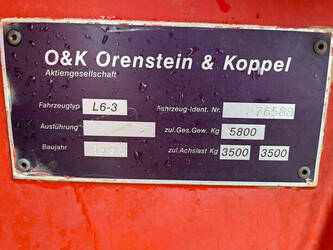 O&K Orenstein & Koppel
Aktiengesellschaft
Fahrzeugtyp L6-3 Fahrzeug-Ident. Nr. 276588
Ausführung zul.Ges.Gew. Kg 5800
Baujahr zul.Achslast Kg 3500 3500